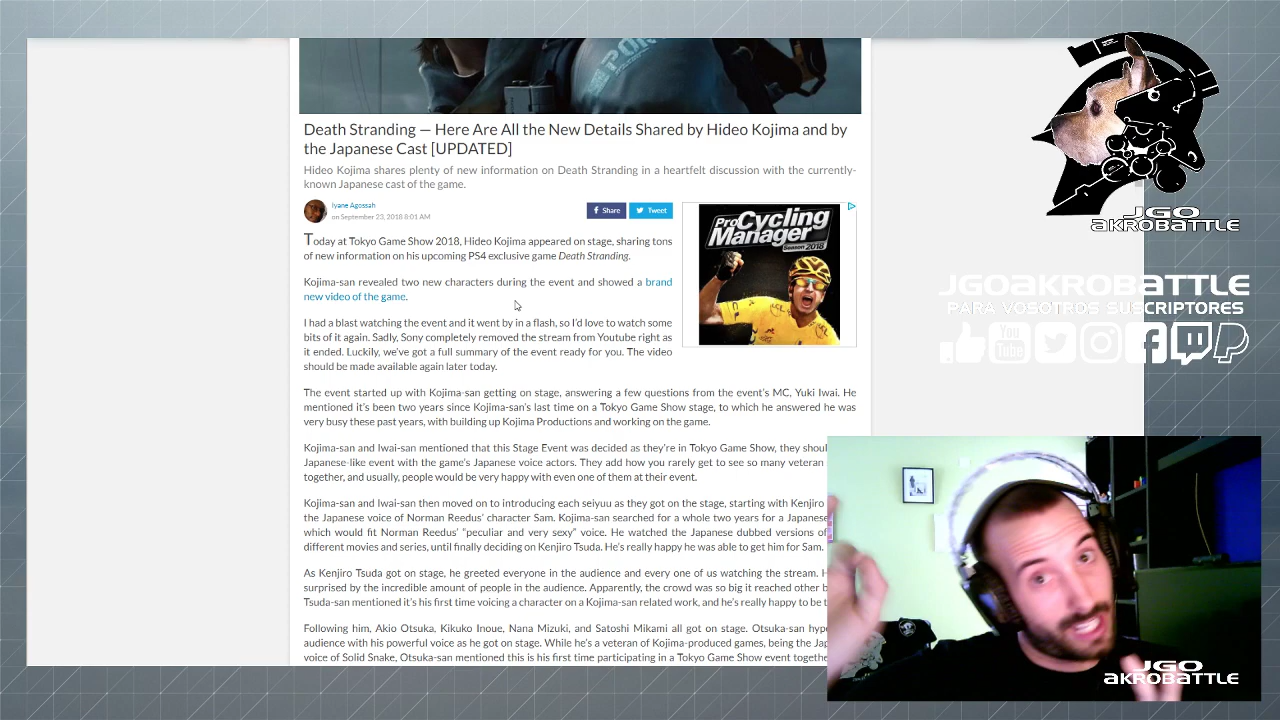 PORT
Death Stranding — Here Are All the New Details Shared by Hideo Kojima and by
the Japanese Cast [UPDATED]
Hideo Kojima shares plenty of new information on Death Stranding in a heartfelt discussion with the currently-
known Japanese cast of the game.
Iyane Agossah
on September 23, 2018 8:01 AM
Share
Tweet
Today at Tokyo Game Show 2018, Hideo Kojima appeared on stage, sharing tons
of new information on his upcoming PS4 exclusive game Death Stranding.
Kojima-san revealed two new characters during the event and showed a brand
new video of the game.
I had a blast watching the event and it went by in a flash, so I'd love to watch some
bits of it again. Sadly, Sony completely removed the stream from Youtube right as
it ended. Luckily, we've got a full summary of the event ready for you. The video
should be made available again later today.
Pro Cycling
Manager
Season 2018
The event started up with Kojima-san getting on stage, answering a few questions from the event's MC, Yuki Iwai. He
mentioned it's been two years since Kojima-san's last time on a Tokyo Game Show stage, to which he answered he was
very busy these past years, with building up Kojima Productions and working on the game.
Kojima-san and Iwai-san mentioned that this Stage Event was decided as they're in Tokyo Game Show, they shoul
Japanese-like event with the game's Japanese voice actors. They add how you rarely get to see so many veteran
together, and usually, people would be very happy with even one of them at their event.
Kojima-san and Iwai-san then moved on to introducing each seiyuu as they got on the stage, starting with Kenjiro
the Japanese voice of Norman Reedus' character Sam. Kojima-san searched for a whole two years for a Japanese
which would fit Norman Reedus' "peculiar and very sexy" voice. He watched the Japanese dubbed versions of
different movies and series, until finally deciding on Kenjiro Tsuda. He's really happy he was able to get him for Sam.
As Kenjiro Tsuda got on stage, he greeted everyone in the audience and every one of us watching the stream. H
surprised by the incredible amount of people in the audience. Apparently, the crowd was so big it reached other b
Tsuda-san mentioned it's his first time voicing a character on a Kojima-san related work, and he's really happy to be t
Following him, Akio Otsuka, Kikuko Inoue, Nana Mizuki, and Satoshi Mikami all got on stage. Otsuka-san hype
audience with his powerful voice as he got on stage. While he's a veteran of Kojima-produced games, being the Jap
voice of Solid Snake, Otsuka-san mentioned this is his first time participating in a Tokyo Game Show event togethe
JGO
AKROBATTLE
JGOAKROBATTLE
PARA VOSOTROS SUSCRIPTORES
You
Tube
JGO
AKROBATTLE